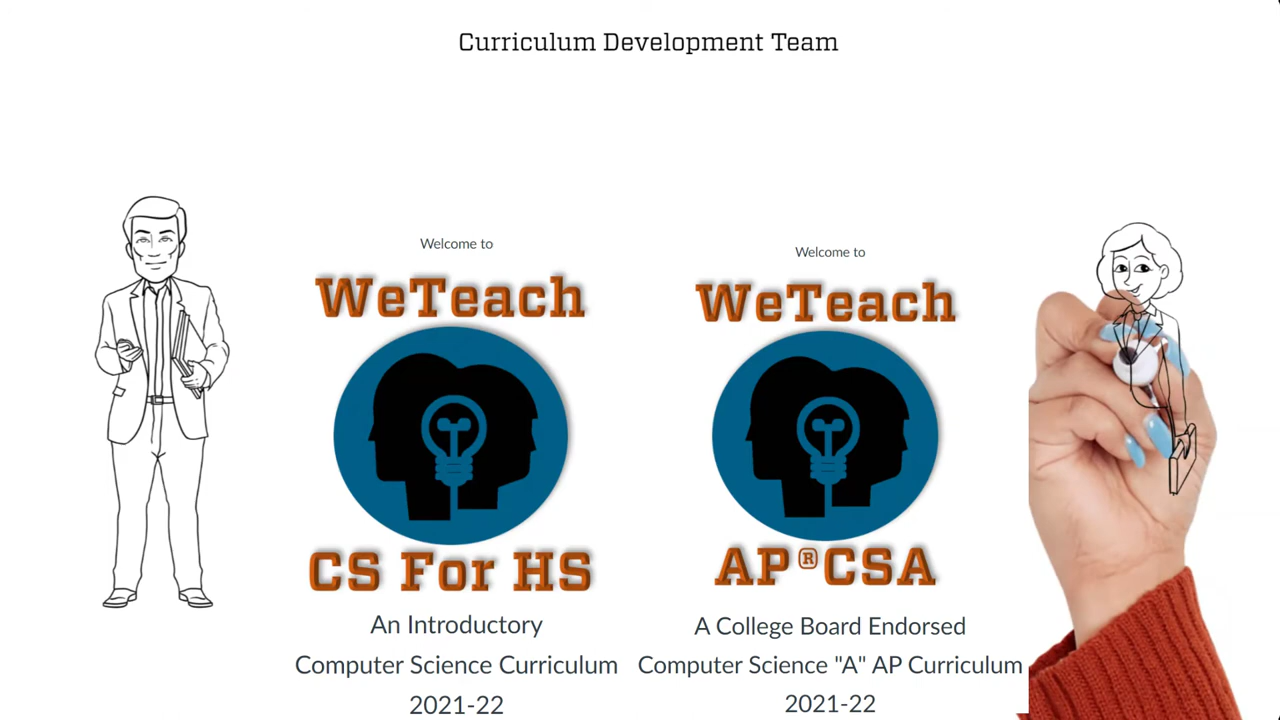 Curriculum Development Team
Welcome to
WeTeach
CS For HS
An Introductory
Computer Science Curriculum
2021-22
Welcome to
WeTeach
AP®CSA
A College Board Endorsed
Computer Science "A" AP Curriculum
2021-22